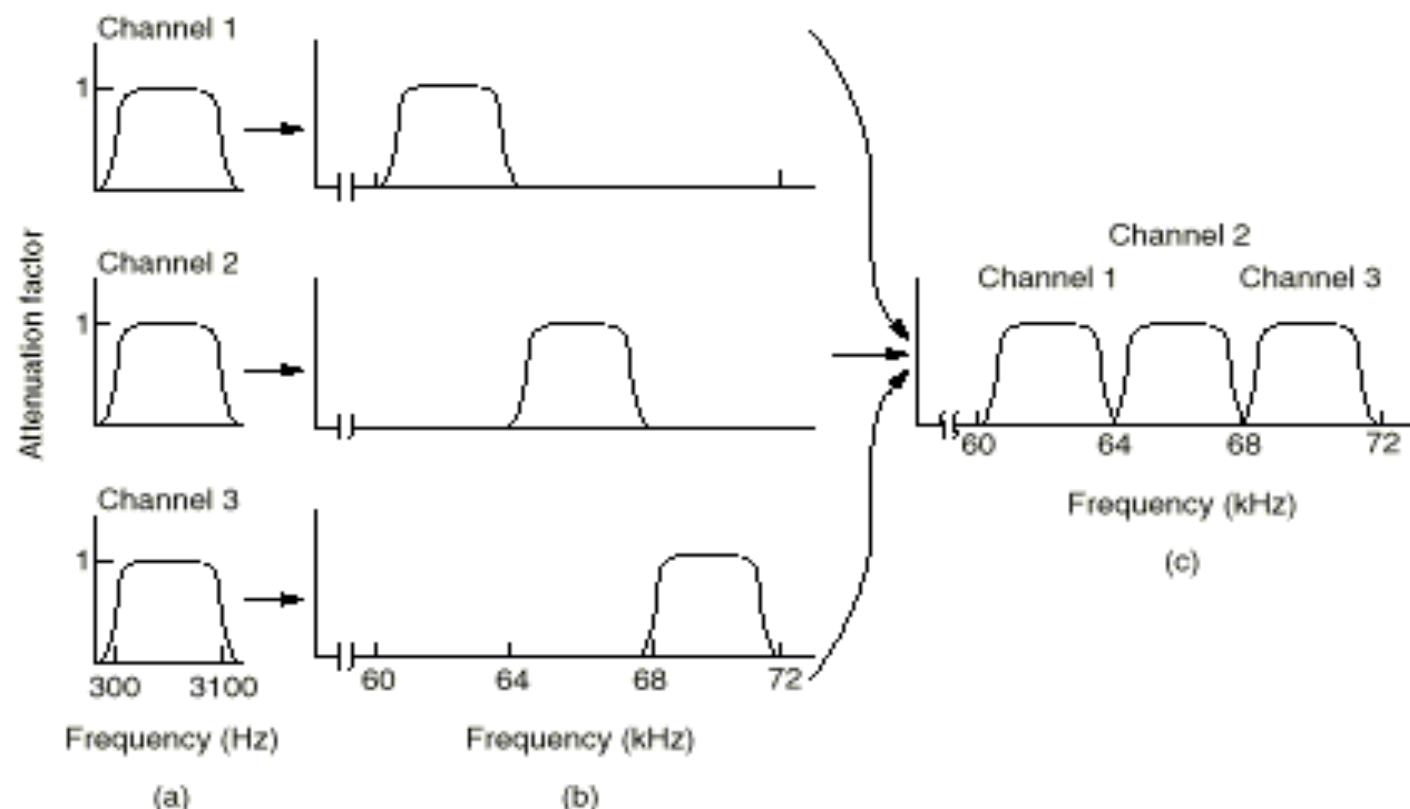 Channel 1
1
Attenuation factor
Channel 2
1
Channel 3
1
300 3100
Frequency (Hz)
(a)
60 64 68 72
Frequency (kHz)
(b)
Channel 2
Channel 1 Channel 3
60 64 68 72
Frequency (kHz)
(c)